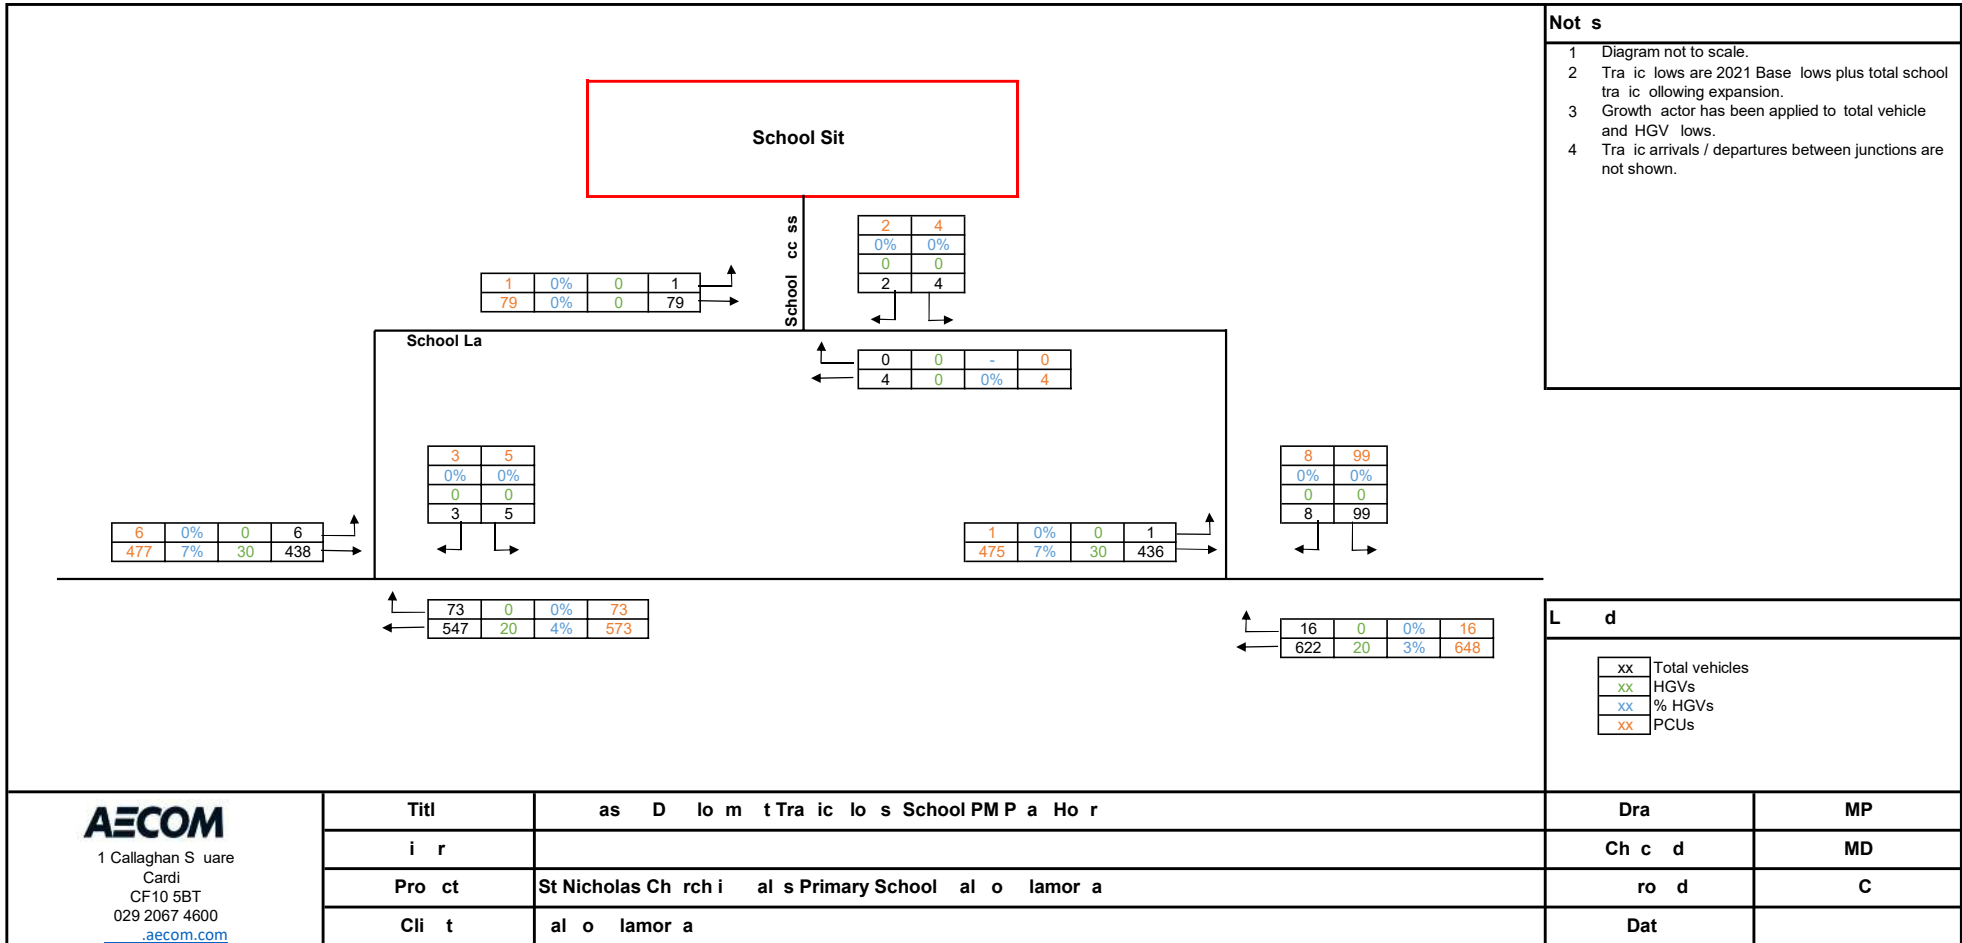 Not s
1 Diagram not to scale.
2 Tra ic lows are 2021 Base lows plus total school
tra ic ollowing expansion.
3 Growth actor has been applied to total vehicle
and HGV lows.
4 Tra ic arrivals / departures between junctions are
not shown.
School Sit
School cc ss
2 4
0% 0%
0 0
2 4
1 0% 0 1
79 0% 0 79
School La
0 0 - 0
4 0 0% 4
3 5
0% 0%
0 0
3 5
8 99
0% 0%
0 0
8 99
6 0% 0 6
477 7% 30 438
1 0% 0 1
475 7% 30 436
73 0 0% 73
547 20 4% 573
16 0 0% 16
622 20 3% 648
L d
xx Total vehicles
xx HGVs
xx % HGVs
xx PCUs
AECOM
1 Callaghan S uare
Cardi
CF10 5BT
029 2067 4600
.aecom.com
Titl as D lo m t Tra ic lo s School PM P a Ho r
i r
Pro ct St Nicholas Ch rch i al s Primary School al o lamor a
Cli t al o lamor a
Dra MP
Ch c d MD
ro d C
Dat